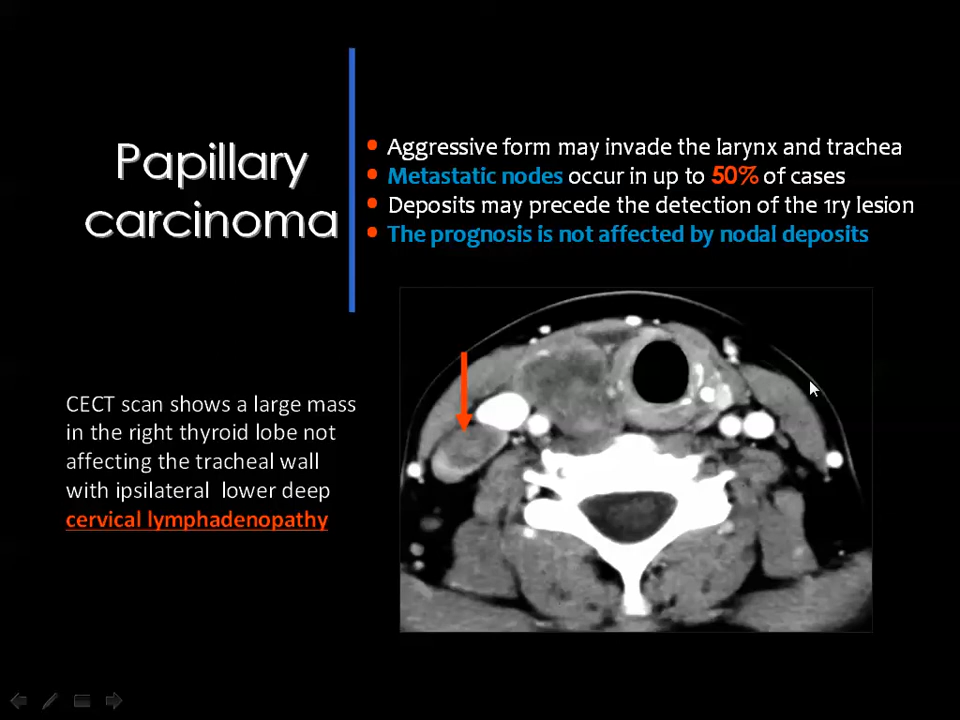 Papillary
carcinoma
• Aggressive form may invade the larynx and trachea
• Metastatic nodes occur in up to 50% of cases
• Deposits may precede the detection of the 1ry lesion
• The prognosis is not affected by nodal deposits
CECT scan shows a large mass
in the right thyroid lobe not
affecting the tracheal wall
with ipsilateral lower deep
cervical lymphadenopathy